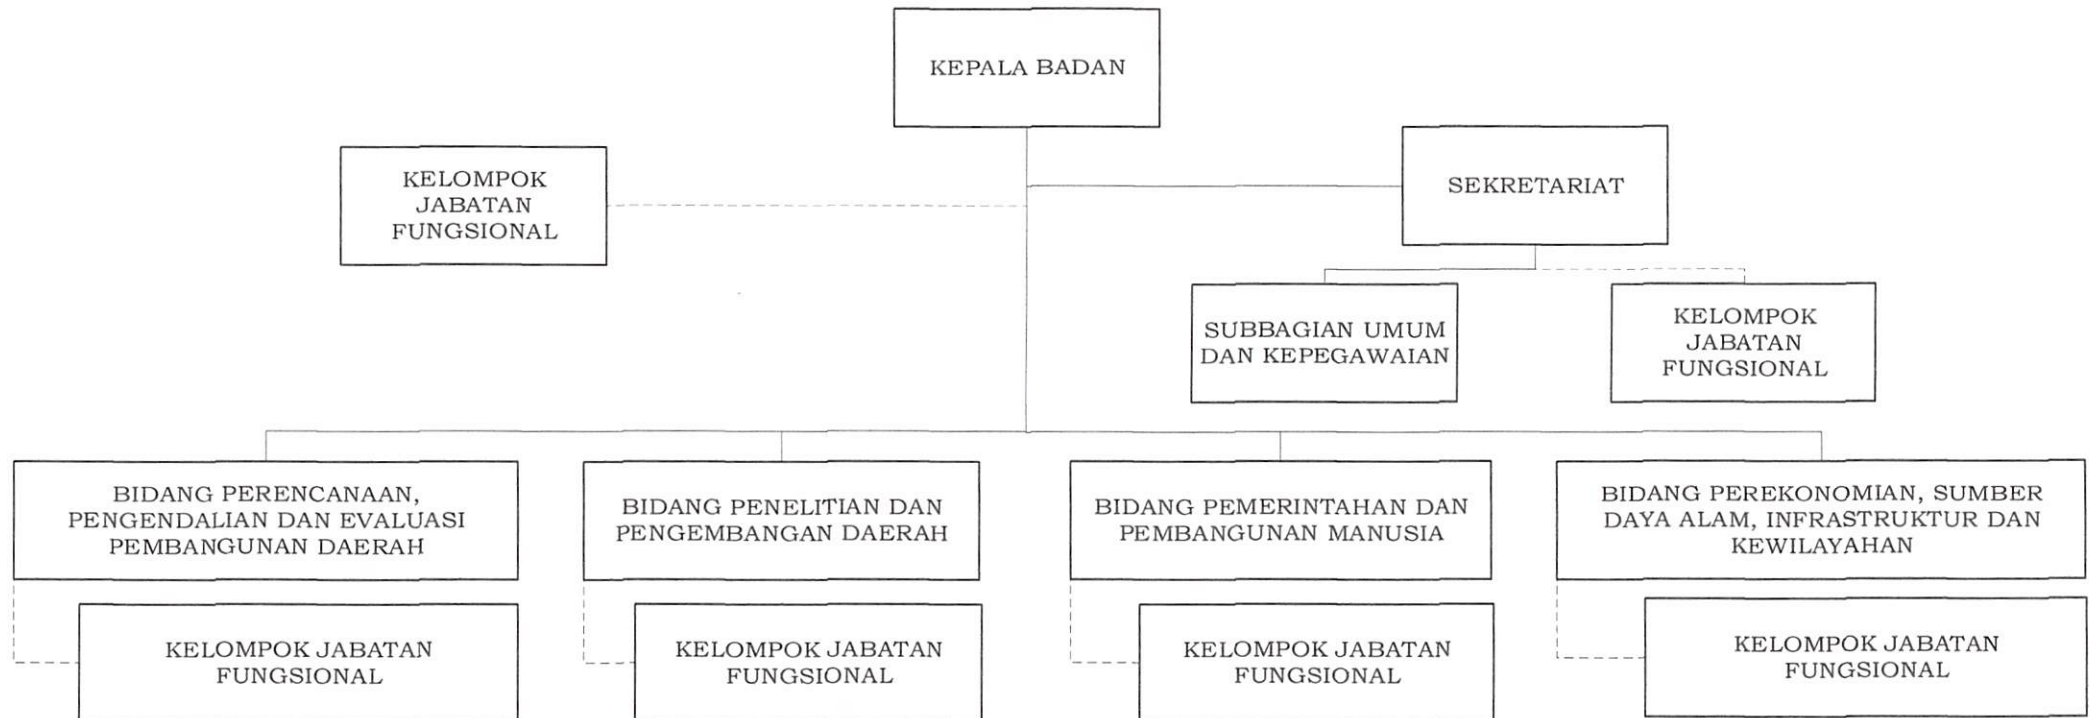 KEPALA BADAN
KELOMPOK
JABATAN
FUNGSIONAL
SEKRETARIAT
SUBBAGIAN UMUM
DAN KEPEGAWAIAN
KELOMPOK
JABATAN
FUNGSIONAL
BIDANG PERENCANAAN,
PENGENDALIAN DAN EVALUASI
PEMBANGUNAN DAERAH
BIDANG PENELITIAN DAN
PENGEMBANGAN DAERAH
BIDANG PEMERINTAHAN DAN
PEMBANGUNAN MANUSIA
BIDANG PEREKONOMIAN, SUMBER
DAYA ALAM, INFRASTRUKTUR DAN
KEWILAYAHAN
KELOMPOK JABATAN
FUNGSIONAL
KELOMPOK JABATAN
FUNGSIONAL
KELOMPOK JABATAN
FUNGSIONAL
KELOMPOK JABATAN
FUNGSIONAL